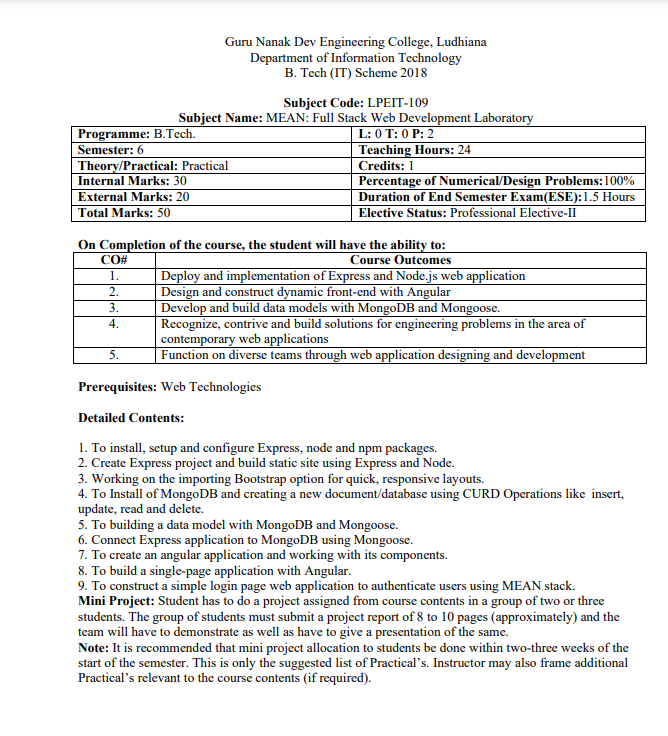 Guru Nanak Dev Engineering College, Ludhiana
Department of Information Technology
B. Tech (IT) Scheme 2018
Subject Code: LPEIT-109
Subject Name: MEAN: Full Stack Web Development Laboratory
Programme: B.Tech. L: 0 T: 0 P: 2
Semester: 6 Teaching Hours: 24
Theory/Practical: Practical Credits: 1
Internal Marks: 30 Percentage of Numerical/Design Problems:100%
External Marks: 20 Duration of End Semester Exam(ESE):1.5 Hours
Total Marks: 50 Elective Status: Professional Elective-II
On Completion of the course, the student will have the ability to:
CO# Course Outcomes
1. Deploy and implementation of Express and Node.js web application
2. Design and construct dynamic front-end with Angular
3. Develop and build data models with MongoDB and Mongoose.
4. Recognize, contrive and build solutions for engineering problems in the area of
contemporary web applications
5. Function on diverse teams through web application designing and development
Prerequisites: Web Technologies
Detailed Contents:
1. To install, setup and configure Express, node and npm packages.
2. Create Express project and build static site using Express and Node.
3. Working on the importing Bootstrap option for quick, responsive layouts.
4. To Install of MongoDB and creating a new document/database using CURD Operations like insert,
update, read and delete.
5. To building a data model with MongoDB and Mongoose.
6. Connect Express application to MongoDB using Mongoose.
7. To create an angular application and working with its components.
8. To build a single-page application with Angular.
9. To construct a simple login page web application to authenticate users using MEAN stack.
Mini Project: Student has to do a project assigned from course contents in a group of two or three
students. The group of students must submit a project report of 8 to 10 pages (approximately) and the
team will have to demonstrate as well as have to give a presentation of the same.
Note: It is recommended that mini project allocation to students be done within two-three weeks of the
start of the semester. This is only the suggested list of Practical’s. Instructor may also frame additional
Practical’s relevant to the course contents (if required).